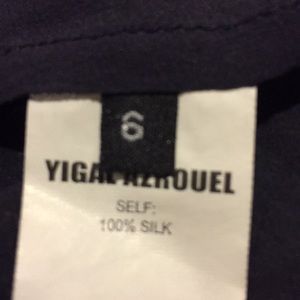 6
YIGAL AZROUEL
SELF:
100% SILK